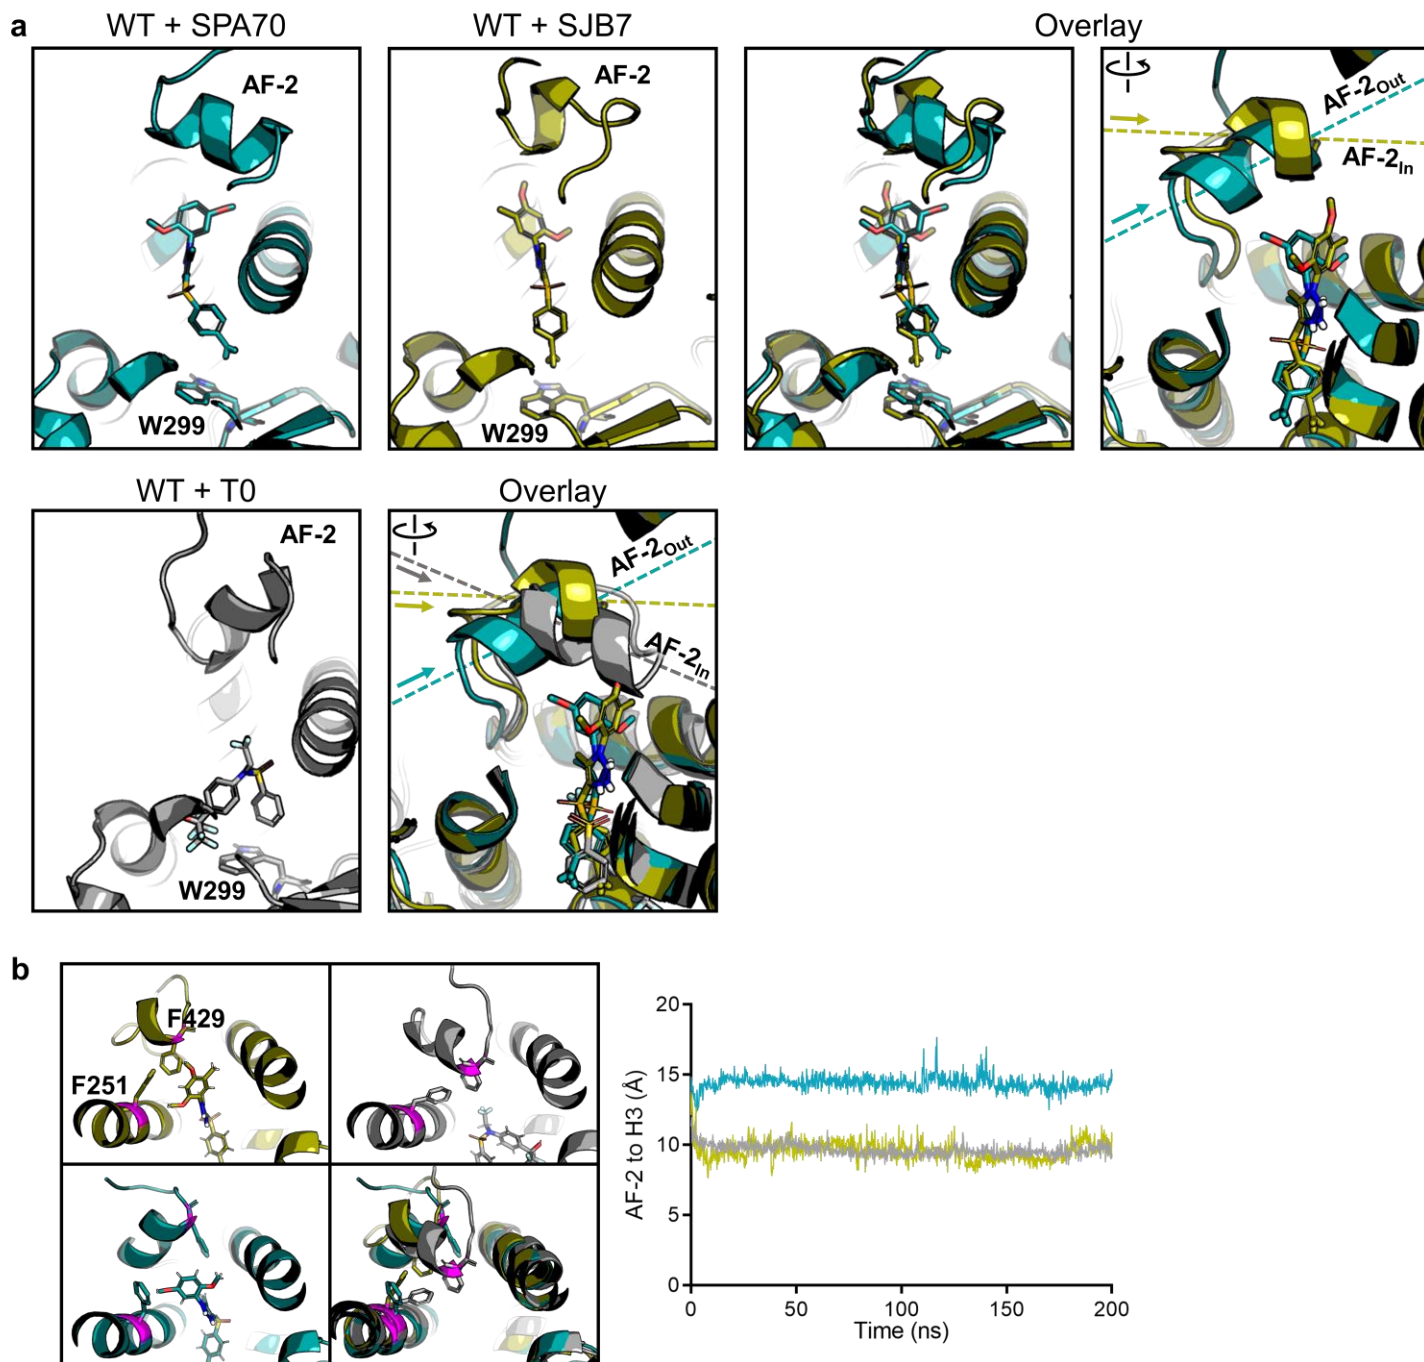 a
WT + SPA70
WT + SJB7
Overlay
AF-2
AF-2
AF-2Out
AF-2In
W299
W299
WT + T0
Overlay
AF-2
AF-2Out
AF-2In
W299
b
F429
F251
20
15
10
5
0
AF-2 to H3 (Å)
0
50
100
150
200
Time (ns)